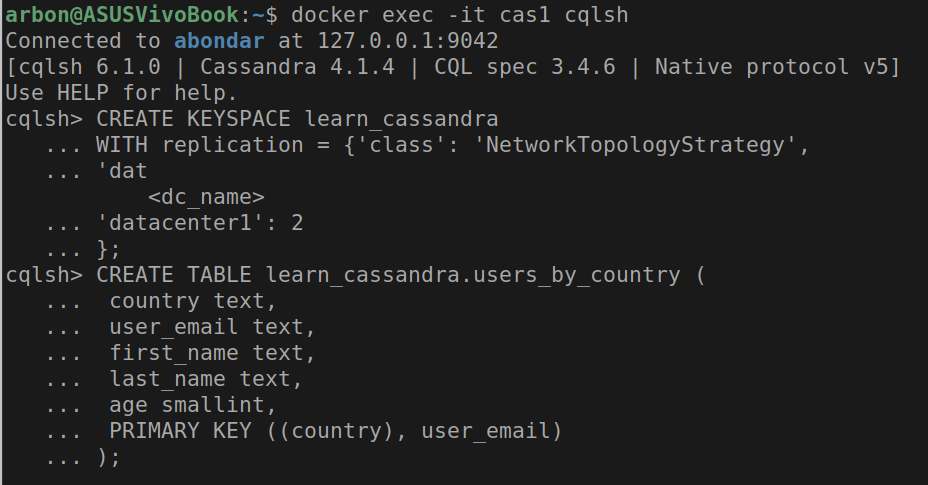 arbon@ASUSVivoBook:~$ docker exec -it cas1 cqlsh
Connected to abondar at 127.0.0.1:9042
[cqlsh 6.1.0 | Cassandra 4.1.4 | CQL spec 3.4.6 | Native protocol v5]
Use HELP for help.
cqlsh> CREATE KEYSPACE learn_cassandra
   ... WITH replication = {'class': 'NetworkTopologyStrategy',
   ... 'dat
           <dc_name>
   ... 'datacenter1': 2
   ... };
cqlsh> CREATE TABLE learn_cassandra.users_by_country (
   ...  country text,
   ...  user_email text,
   ...  first_name text,
   ...  last_name text,
   ...  age smallint,
   ...  PRIMARY KEY ((country), user_email)
   ... );